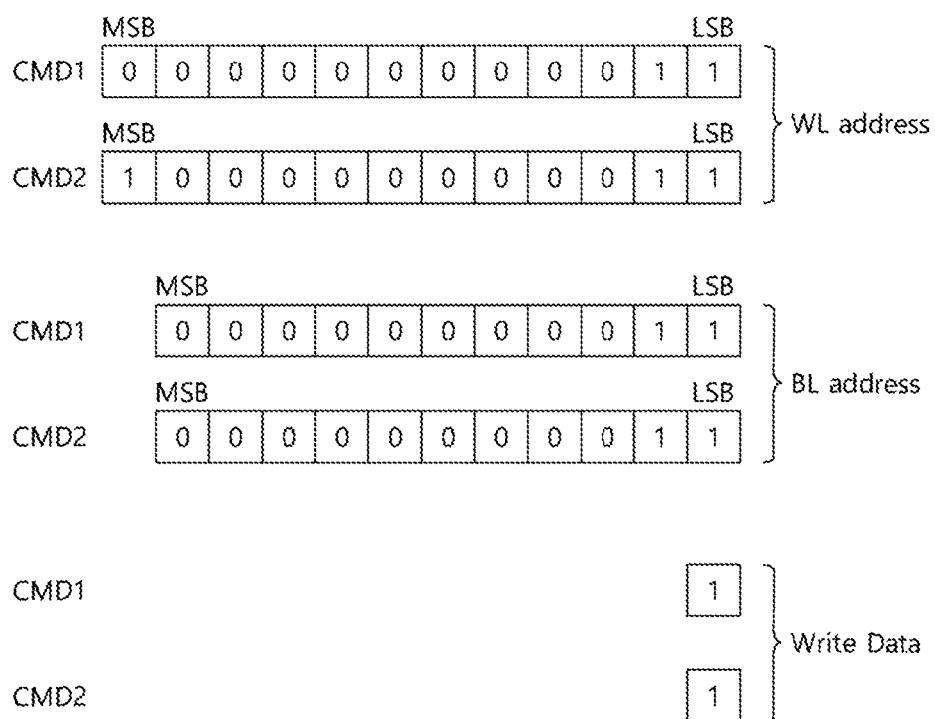 MSB LSB
CMD1 0 0 0 0 0 0 0 0 0 0 1 1
WL address
MSB LSB
CMD2 1 0 0 0 0 0 0 0 0 0 1 1
MSB LSB
CMD1 0 0 0 0 0 0 0 0 0 1 1
BL address
MSB LSB
CMD2 0 0 0 0 0 0 0 0 0 1 1
CMD1 1
Write Data
CMD2 1